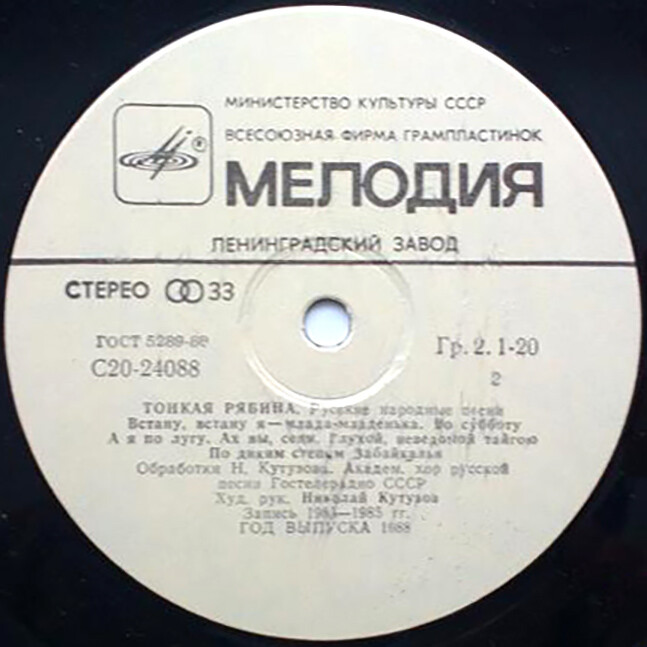 МИНИСТЕРСТВО КУЛЬТУРЫ СССР
ВСЕСОЮЗНАЯ ФИРМА ГРАМПЛАСТИНОК
®
МЕЛОДИЯ
ЛЕНИНГРАДСКИЙ ЗАВОД
СТЕРЕО 33
ГОСТ 5289-80
Гр. 2. 1-20
С20-24088
2
ТОНКАЯ РЯБИНА. Русские народные песни
Встану, встану я—млада-младенька. Во субботу
А я по лугу. Ах вы, сени. Глухой, неведомой тайгою
По диким степям Забайкалья
Обработки Н. Кутузова. Академ. хор русской
песни Гостелерадио СССР
Худ. рук. Николай Кутузов
Запись —1985 гг.
ГОД ВЫПУСКА 1988